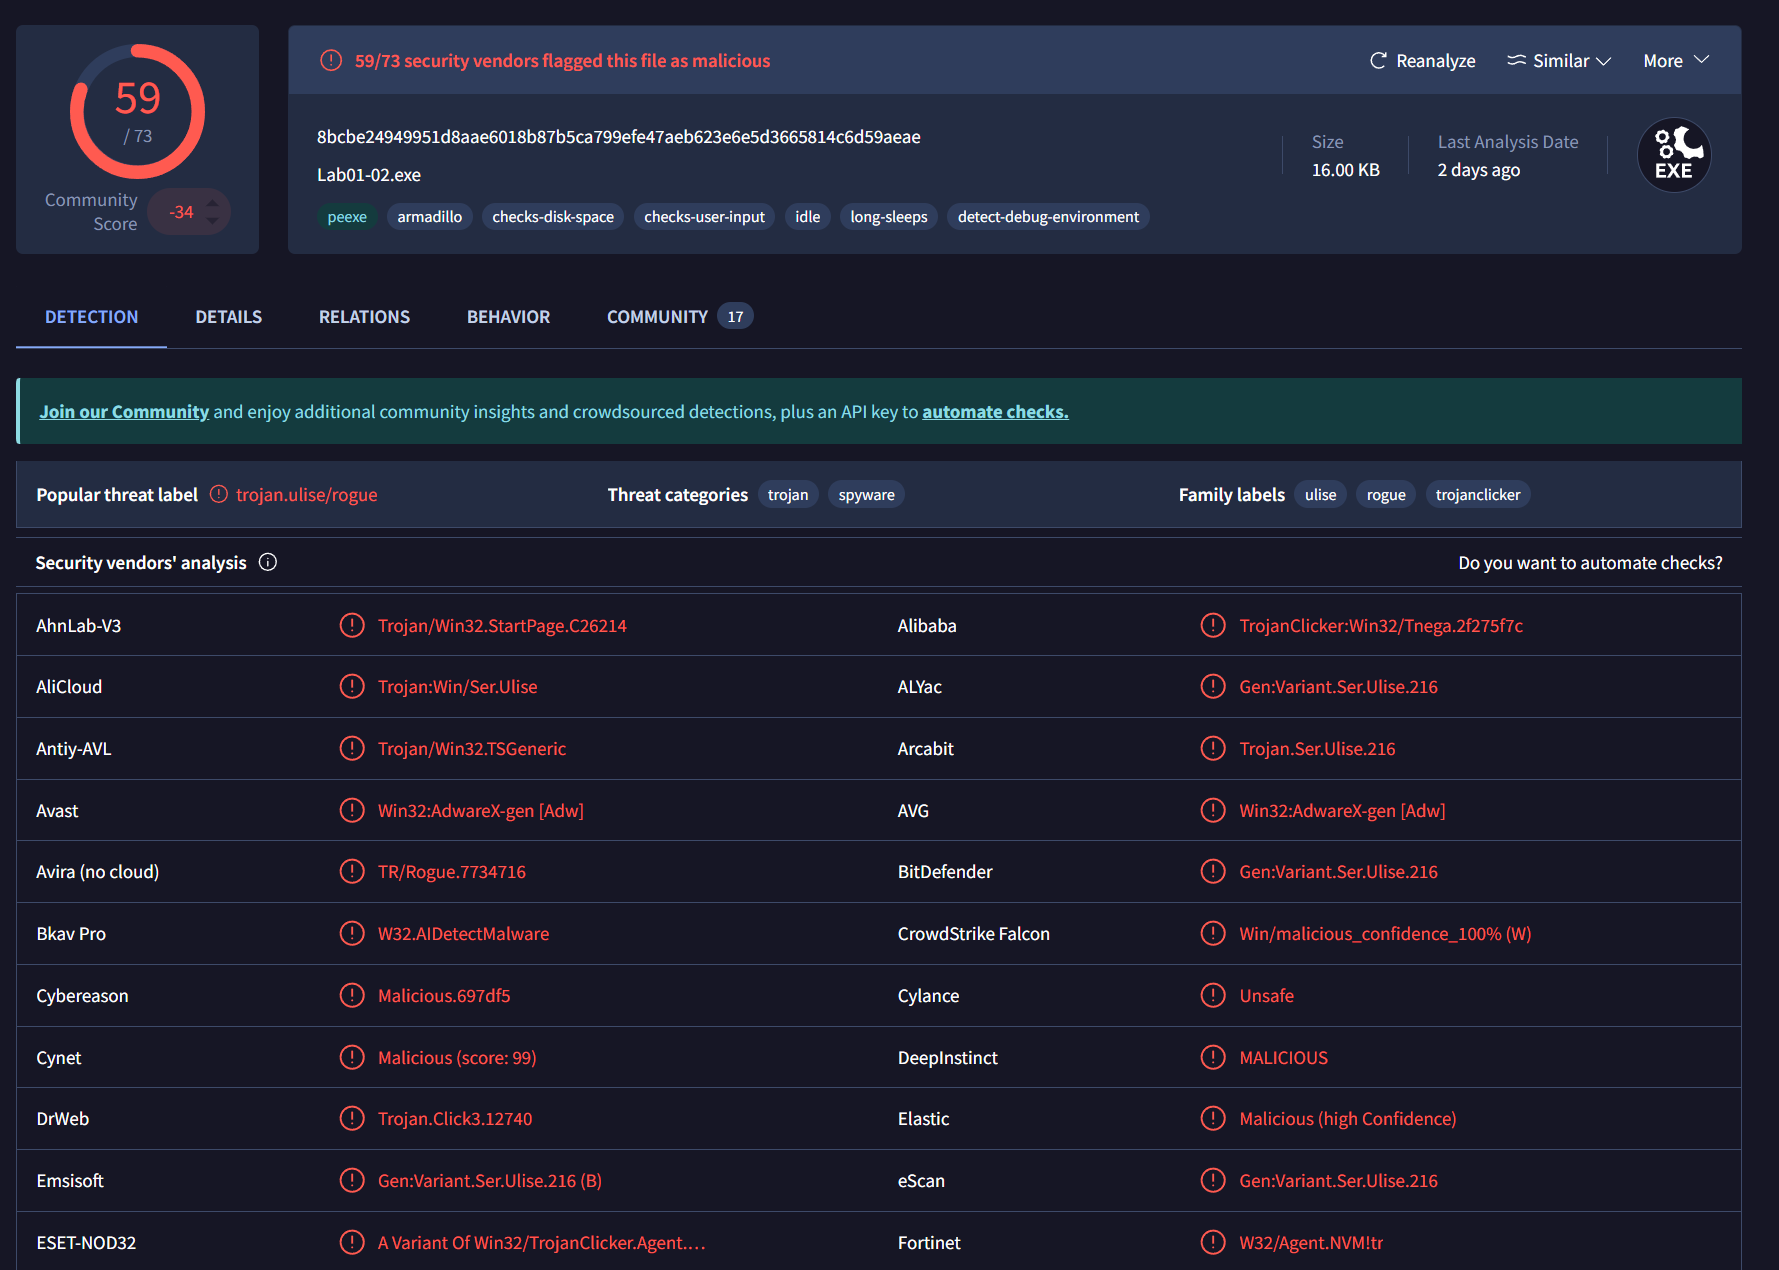 59
/ 73
Community Score
-34
59/73 security vendors flagged this file as malicious
Reanalyze
Similar
More
8bcbe24949951d8aae6018b87b5ca799efe47aeb623e6e5d3665814c6d59aeae
Lab01-02.exe
peexe armadillo checks-disk-space checks-user-input idle long-sleeps detect-debug-environment
Size
16.00 KB
Last Analysis Date
2 days ago
EXE
DETECTION DETAILS RELATIONS BEHAVIOR COMMUNITY 17
Join our Community and enjoy additional community insights and crowdsourced detections, plus an API key to automate checks.
Popular threat label trojan.ulise/rogue
Threat categories trojan spyware
Family labels ulise rogue trojanclicker
Security vendors' analysis
Do you want to automate checks?
AhnLab-V3 Trojan/Win32.StartPage.C26214
Alibaba TrojanClicker:Win32/Tnega.2f275f7c
AliCloud Trojan:Win/Ser.Ulise
ALYac Gen:Variant.Ser.Ulise.216
Antiy-AVL Trojan/Win32.TSGeneric
Arcabit Trojan.Ser.Ulise.216
Avast Win32:AdwareX-gen [Adw]
AVG Win32:AdwareX-gen [Adw]
Avira (no cloud) TR/Rogue.7734716
BitDefender Gen:Variant.Ser.Ulise.216
Bkav Pro W32.AIDetectMalware
CrowdStrike Falcon Win/malicious_confidence_100% (W)
Cybereason Malicious.697df5
Cylance Unsafe
Cynet Malicious (score: 99)
DeepInstinct MALICIOUS
DrWeb Trojan.Click3.12740
Elastic Malicious (high Confidence)
Emsisoft Gen:Variant.Ser.Ulise.216 (B)
eScan Gen:Variant.Ser.Ulise.216
ESET-NOD32 A Variant Of Win32/TrojanClicker.Agent....
Fortinet W32/Agent.NVM!tr